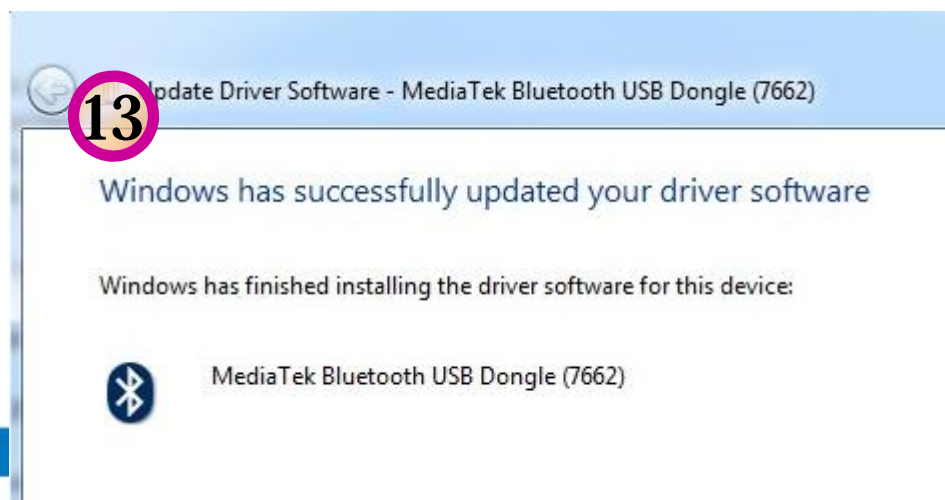 13
pdate Driver Software - MediaTek Bluetooth USB Dongle (7662)
Windows has successfully updated your driver software
Windows has finished installing the driver software for this device:
MediaTek Bluetooth USB Dongle (7662)